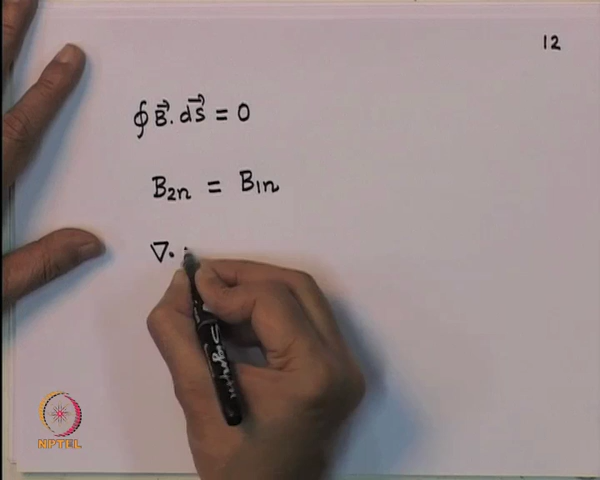 12
∮ B⃗. dS⃗ = 0
B₂ₙ = B₁ₙ
∇.
NPTEL